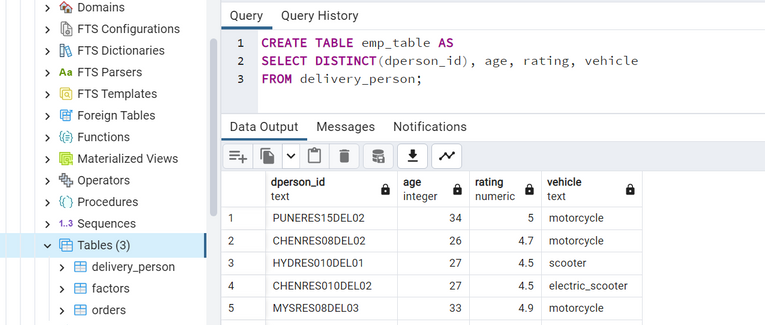 Domains
FTS Configurations
FTS Dictionaries
Aa FTS Parsers
FTS Templates
Foreign Tables
Functions
Materialized Views
Operators
Procedures
1..3 Sequences
Tables (3)
delivery_person
factors
orders
Query Query History
1 CREATE TABLE emp_table AS
2 SELECT DISTINCT(dperson_id), age, rating, vehicle
3 FROM delivery_person;
Data Output Messages Notifications
dperson_id age rating vehicle
text integer numeric text
1 PUNERES15DEL02 34 5 motorcycle
2 CHENRES08DEL02 26 4.7 motorcycle
3 HYDRES010DEL01 27 4.5 scooter
4 CHENRES010DEL02 27 4.5 electric_scooter
5 MYSRES08DEL03 33 4.9 motorcycle